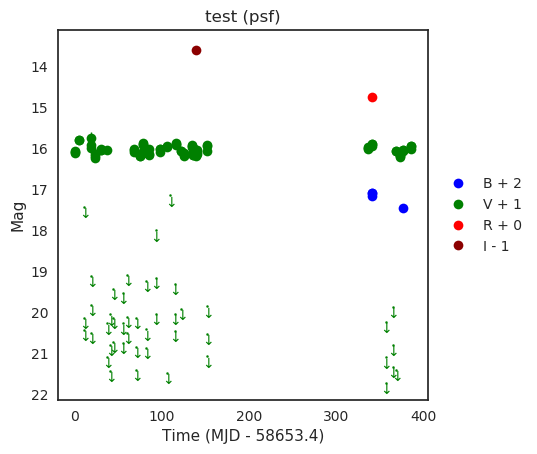 test (psf)
14
15
16
17
18
19
20
21
22
Mag
0
100
200
300
400
Time (MJD - 58653.4)
B + 2
V + 1
R + 0
I - 1